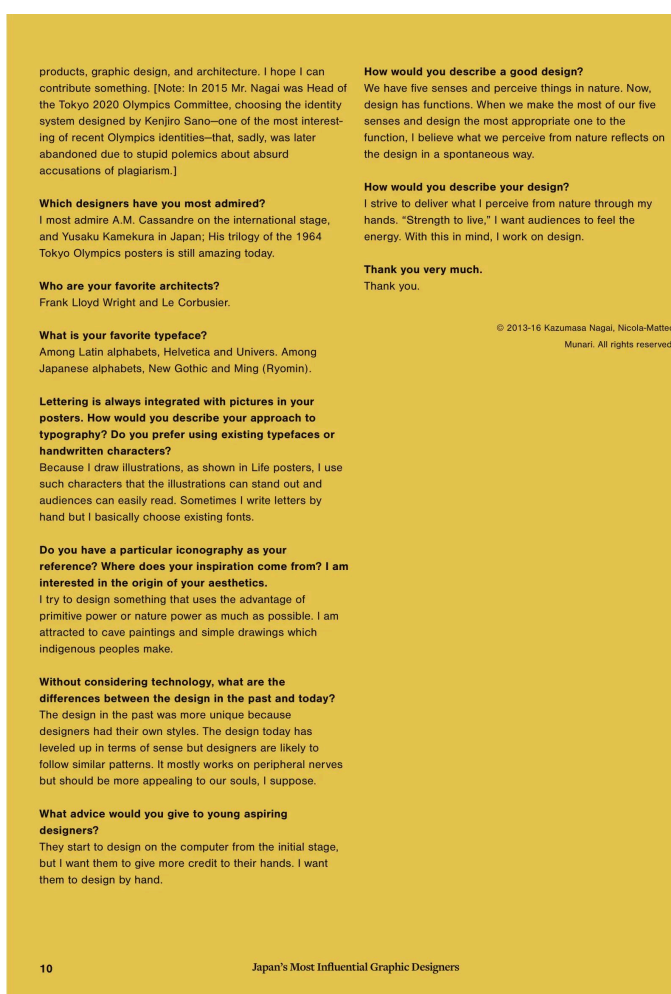 products, graphic design, and architecture. I hope I can
contribute something. [Note: In 2015 Mr. Nagai was Head of
the Tokyo 2020 Olympics Committee, choosing the identity
system designed by Kenjiro Sano—one of the most interest-
ing of recent Olympics identities—that, sadly, was later
abandoned due to stupid polemics about absurd
accusations of plagiarism.]
Which designers have you most admired?
I most admire A.M. Cassandre on the international stage,
and Yusaku Kamekura in Japan; His trilogy of the 1964
Tokyo Olympics posters is still amazing today.
Who are your favorite architects?
Frank Lloyd Wright and Le Corbusier.
What is your favorite typeface?
Among Latin alphabets, Helvetica and Univers. Among
Japanese alphabets, New Gothic and Ming (Ryomin).
Lettering is always integrated with pictures in your
posters. How would you describe your approach to
typography? Do you prefer using existing typefaces or
handwritten characters?
Because I draw illustrations, as shown in Life posters, I use
such characters that the illustrations can stand out and
audiences can easily read. Sometimes I write letters by
hand but I basically choose existing fonts.
Do you have a particular iconography as your
reference? Where does your inspiration come from? I am
interested in the origin of your aesthetics.
I try to design something that uses the advantage of
primitive power or nature power as much as possible. I am
attracted to cave paintings and simple drawings which
indigenous peoples make.
Without considering technology, what are the
differences between the design in the past and today?
The design in the past was more unique because
designers had their own styles. The design today has
leveled up in terms of sense but designers are likely to
follow similar patterns. It mostly works on peripheral nerves
but should be more appealing to our souls, I suppose.
What advice would you give to young aspiring
designers?
They start to design on the computer from the initial stage,
but I want them to give more credit to their hands. I want
them to design by hand.
How would you describe a good design?
We have five senses and perceive things in nature. Now,
design has functions. When we make the most of our five
senses and design the most appropriate one to the
function, I believe what we perceive from nature reflects on
the design in a spontaneous way.
How would you describe your design?
I strive to deliver what I perceive from nature through my
hands. “Strength to live,” I want audiences to feel the
energy. With this in mind, I work on design.
Thank you very much.
Thank you.
© 2013-16 Kazumasa Nagai, Nicola-Matteo
Munari. All rights reserved
10
Japan’s Most Influential Graphic Designers